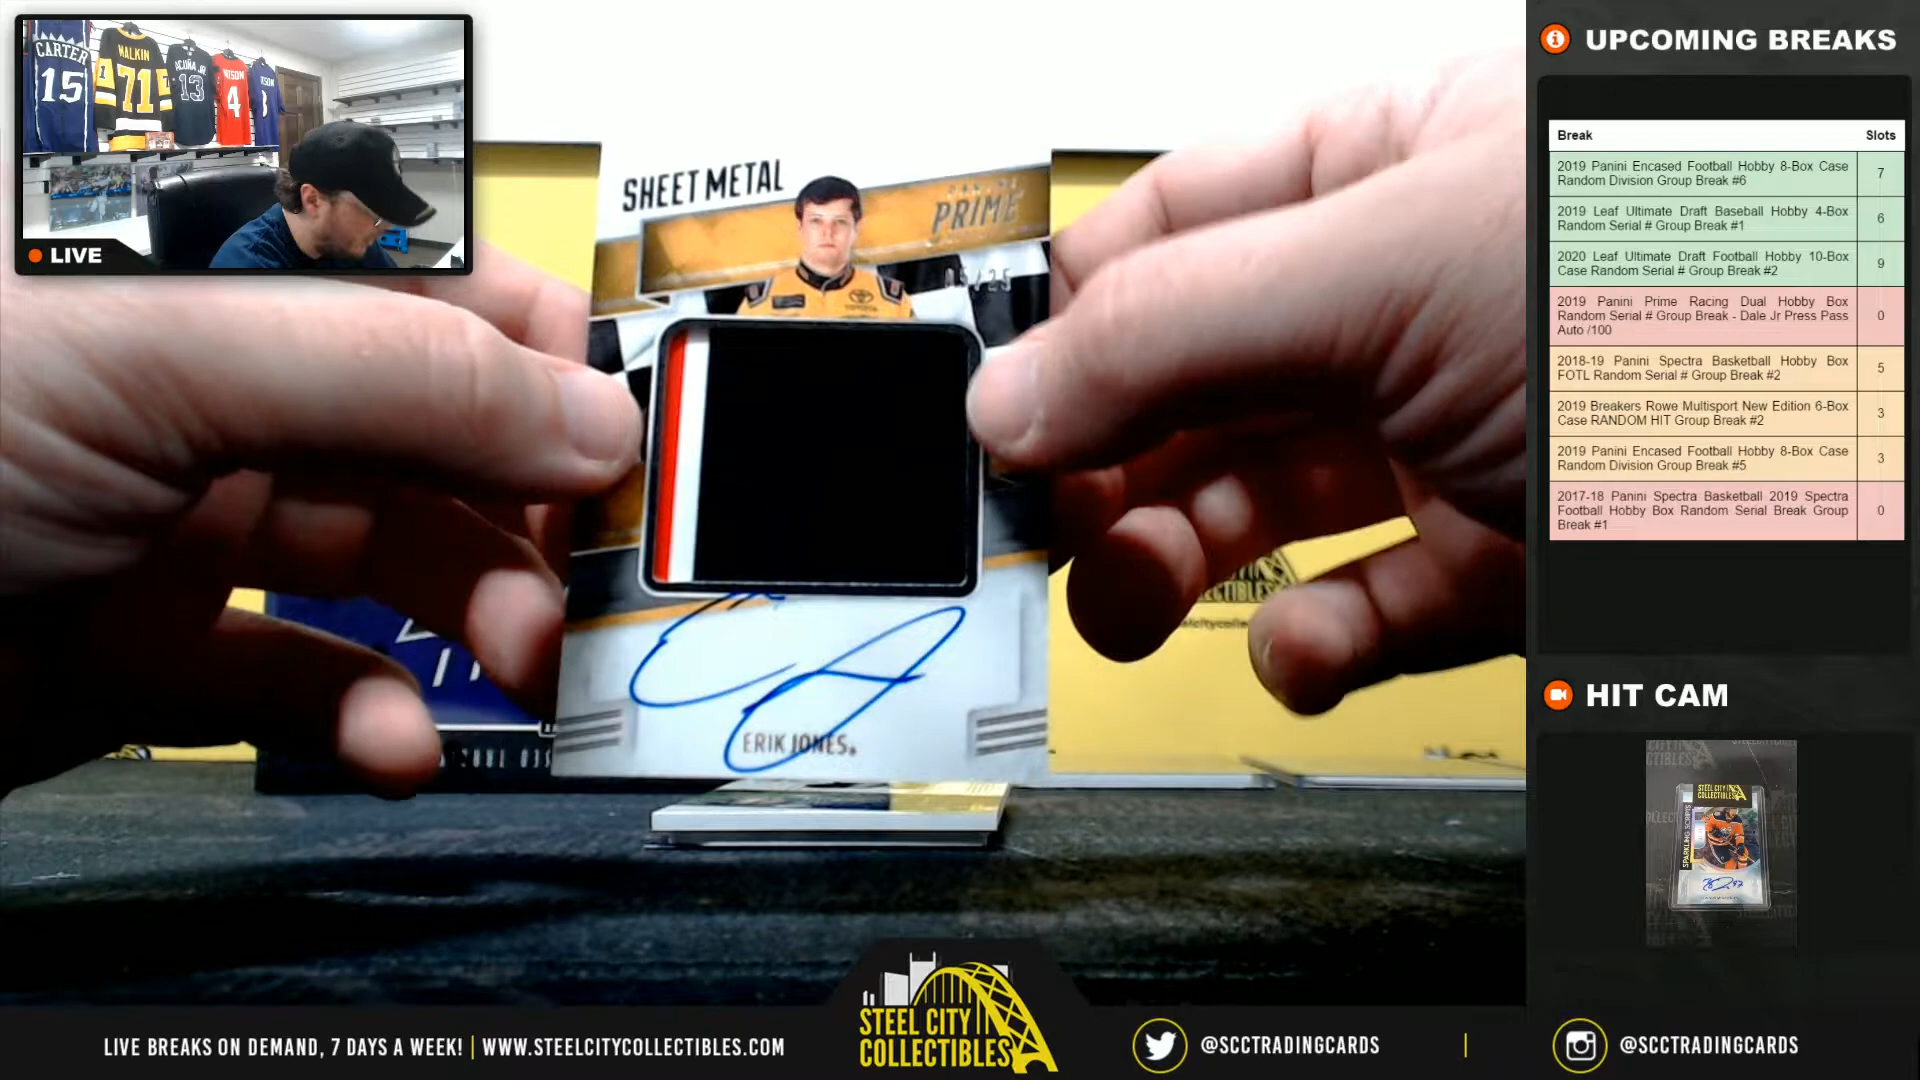 CARTER
15
MALKIN
71
ACUÑA JR
13
4
LIVE
SHEET METAL
PRIME
05/25
TOYOTA
ERIK JONES
UPCOMING BREAKS
Break Slots
2019 Panini Encased Football Hobby 8-Box Case
Random Division Group Break #6
7
2019 Leaf Ultimate Draft Baseball Hobby 4-Box
Random Serial # Group Break #1
6
2020 Leaf Ultimate Draft Football Hobby 10-Box
Case Random Serial # Group Break #2
9
2019 Panini Prime Racing Dual Hobby Box
Random Serial # Group Break - Dale Jr Press Pass
Auto /100
0
2018-19 Panini Spectra Basketball Hobby Box
FOTL Random Serial # Group Break #2
5
2019 Breakers Rowe Multisport New Edition 6-Box
Case RANDOM HIT Group Break #2
3
2019 Panini Encased Football Hobby 8-Box Case
Random Division Group Break #5
3
2017-18 Panini Spectra Basketball 2019 Spectra
Football Hobby Box Random Serial Break Group
Break #1
0
HIT CAM
STEEL CITY
COLLECTIBLES
SPARKLING SCRIPTS
LIVE BREAKS ON DEMAND, 7 DAYS A WEEK! | WWW.STEELCITYCOLLECTIBLES.COM
STEEL CITY
COLLECTIBLES
@SCCTRADINGCARDS
|
@SCCTRADINGCARDS